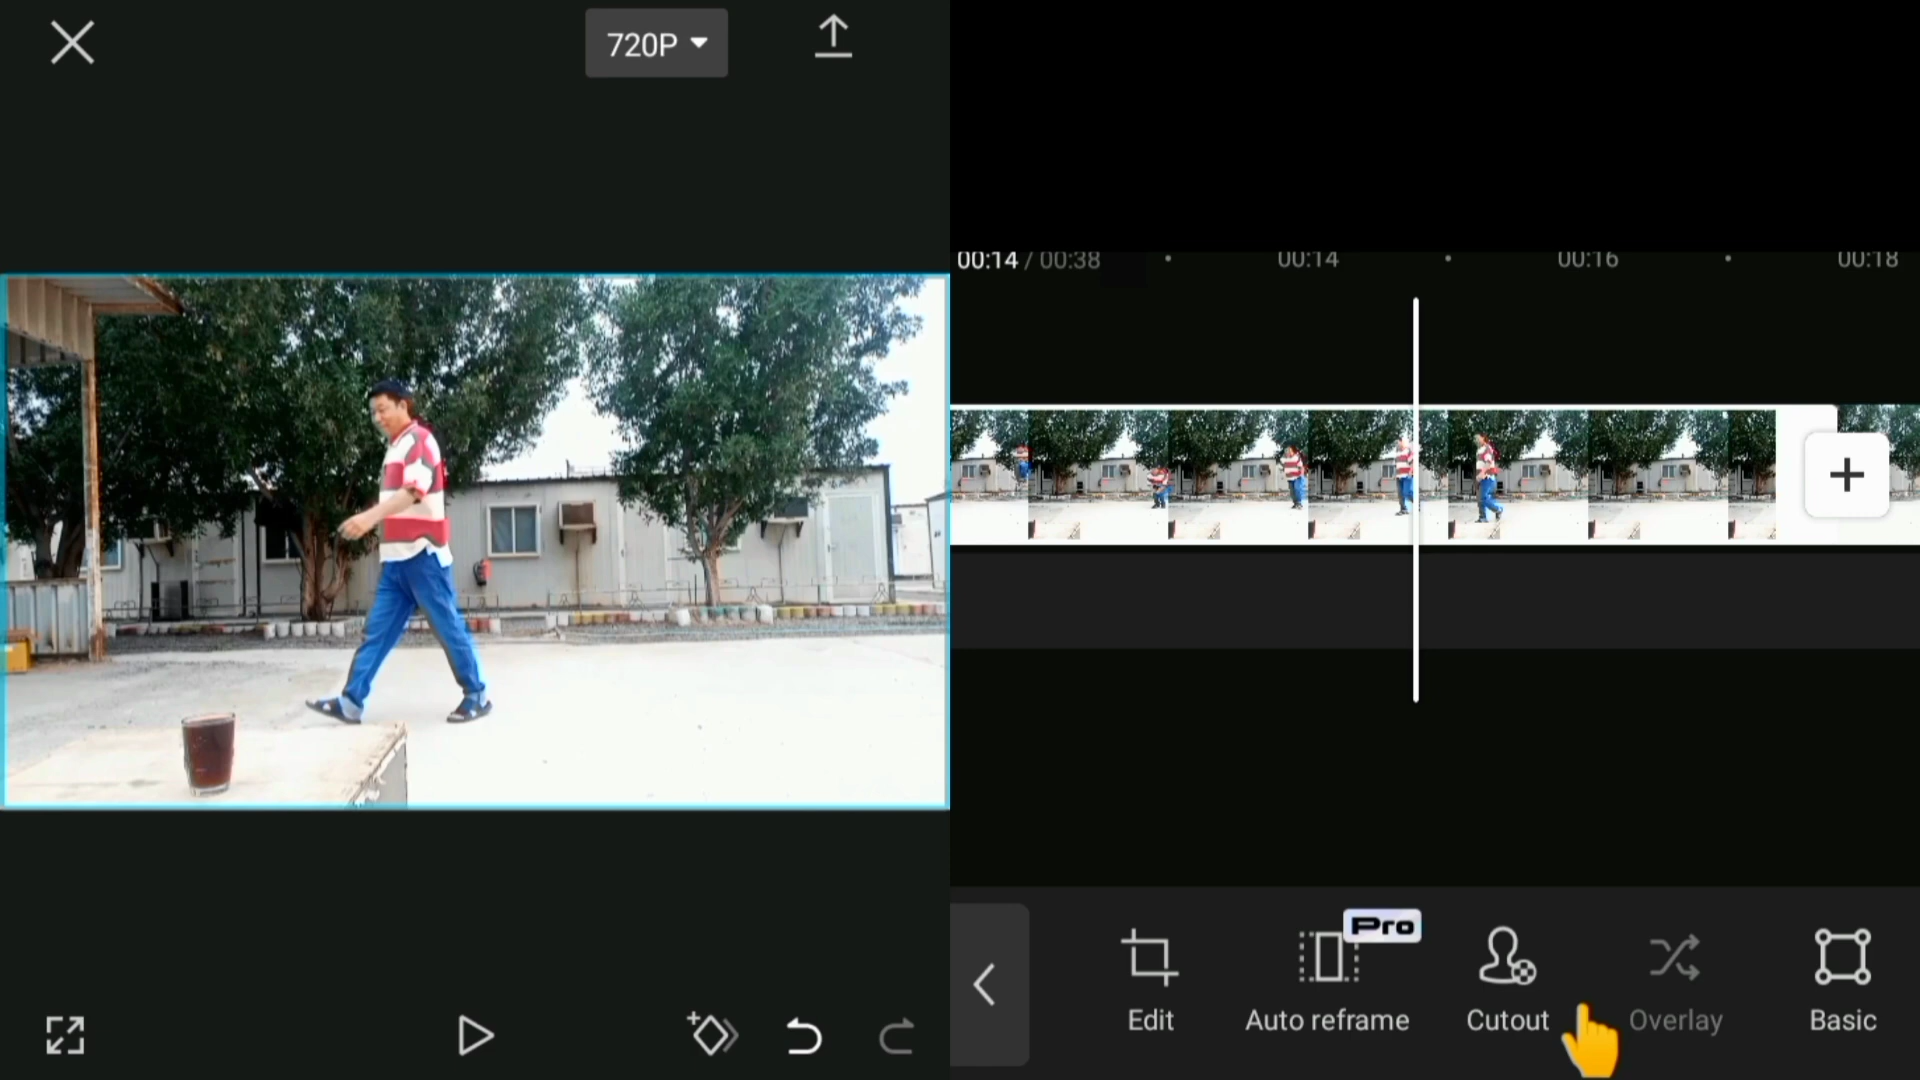 720P
00:14 / 00:38
00:14
00:16
00:18
Pro
Edit
Auto reframe
Cutout
Overlay
Basic